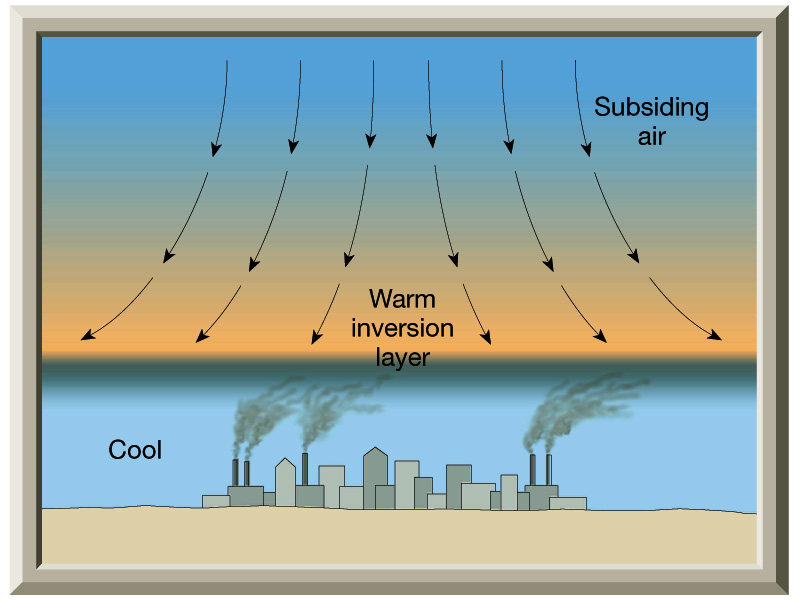 Subsiding
air
Warm
inversion
layer
Cool